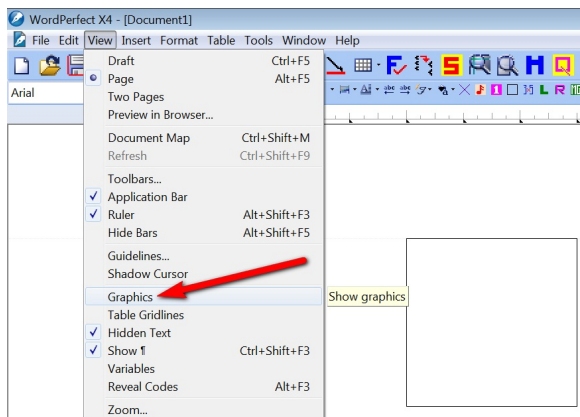 WordPerfect X4 - [Document1]
File Edit View Insert Format Table Tools Window Help
Arial
Draft Ctrl+F5
Page Alt+F5
Two Pages
Preview in Browser...
Document Map Ctrl+Shift+M
Refresh Ctrl+Shift+F9
Toolbars...
Application Bar
Ruler Alt+Shift+F3
Hide Bars Alt+Shift+F5
Guidelines...
Shadow Cursor
Graphics
Show graphics
Table Gridlines
Hidden Text
Show ¶ Ctrl+Shift+F3
Variables
Reveal Codes Alt+F3
Zoom...